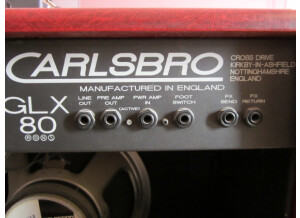 CARLSBRO
CROSS DRIVE
KIRKBY-IN-ASHFIELD
NOTTINGHAMSHIRE
ENGLAND
MANUFACTURED IN ENGLAND
GLX
80
LINE OUT
PRE AMP OUT
(ACTIVE)
PWR AMP IN
FOOT SWITCH
FX SEND
FX RETURN